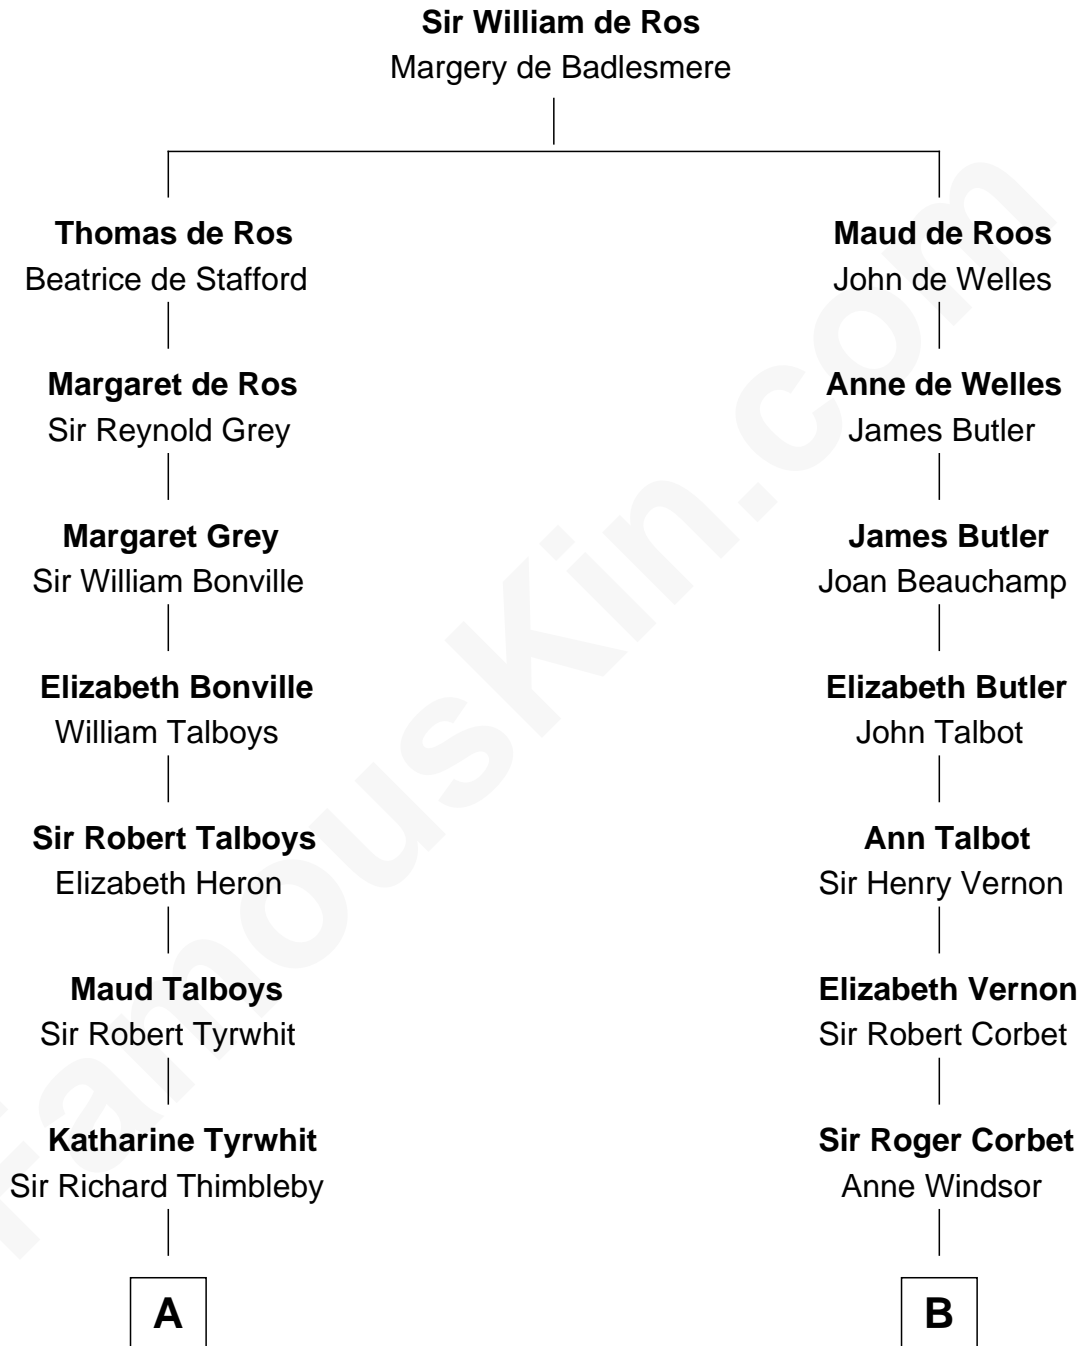 Sir William de Ros
Margery de Badlesmere
Thomas de Ros
Beatrice de Stafford
Margaret de Ros
Sir Reynold Grey
Margaret Grey
Sir William Bonville
Elizabeth Bonville
William Talboys
Sir Robert Talboys
Elizabeth Heron
Maud Talboys
Sir Robert Tyrwhit
Katharine Tyrwhit
Sir Richard Thimbleby
A
Maud de Roos
John de Welles
Anne de Welles
James Butler
James Butler
Joan Beauchamp
Elizabeth Butler
John Talbot
Ann Talbot
Sir Henry Vernon
Elizabeth Vernon
Sir Robert Corbet
Sir Roger Corbet
Anne Windsor
B
FamousKin.com